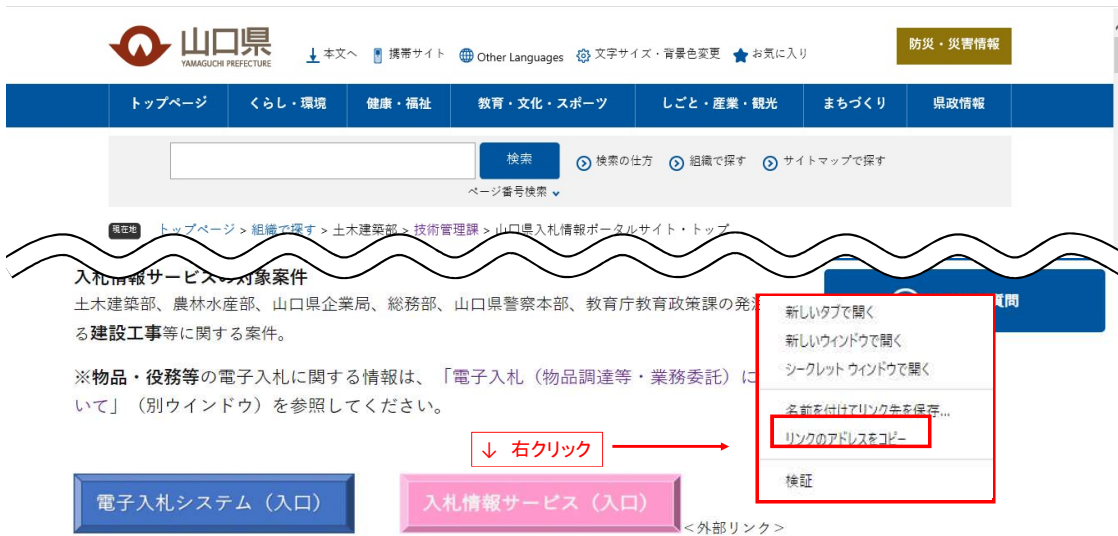 山口県
YAMAGUCHI PREFECTURE
本文へ 携帯サイト Other Languages 文字サイズ・背景色変更 お気に入り
防災・災害情報
トップページ くらし・環境 健康・福祉 教育・文化・スポーツ しごと・産業・観光 まちづくり 県政情報
検索 検索の仕方 組織で探す サイトマップで探す
ページ番号検索
現在地 トップページ > 組織で探す > 土木建築部 > 技術管理課 > 山口県入札情報ポータルサイト・トップ
入札情報サービスの対象案件
土木建築部、農林水産部、山口県企業局、総務部、山口県警察本部、教育庁教育政策課の発注
る建設工事等に関する案件。
※物品・役務等の電子入札に関する情報は、「電子入札（物品調達等・業務委託）に
いて」（別ウインドウ）を参照してください。
質問
新しいタブで開く
新しいウィンドウで開く
シークレット ウィンドウで開く
名前を付けてリンク先を保存...
リンクのアドレスをコピー
検証
↓ 右クリック
電子入札システム（入口）
入札情報サービス（入口）
<外部リンク>